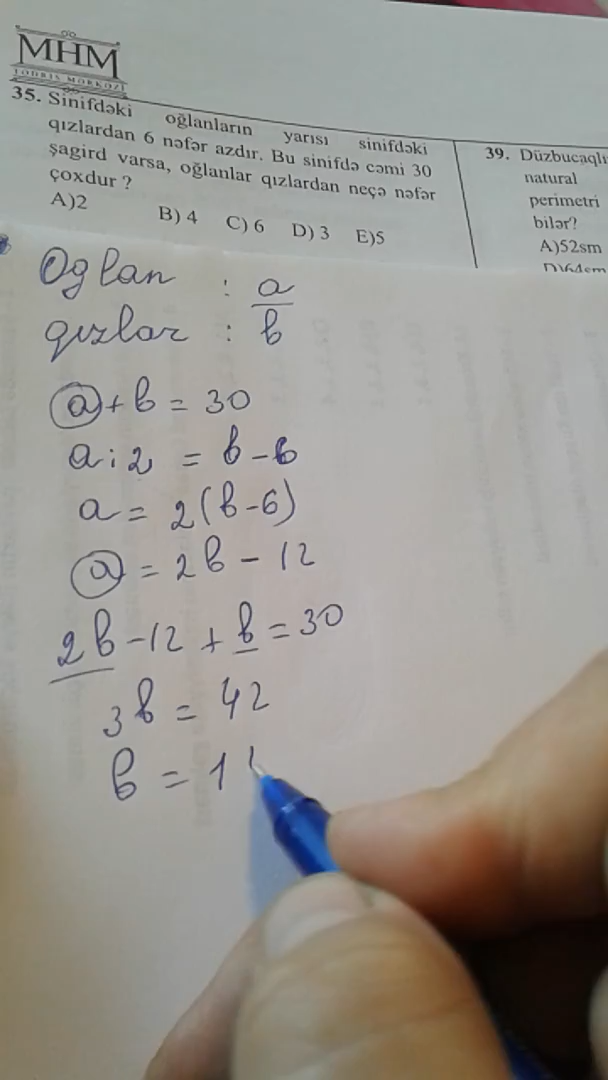 MHM
TƏDRİS MƏRKƏZİ
35. Sinifdəki oğlanların yarısı sinifdəki
qızlardan 6 nəfər azdır. Bu sinifdə cəmi 30
şagird varsa, oğlanlar qızlardan neçə nəfər
çoxdur ?
A)2 B) 4 C) 6 D) 3 E)5
39. Düzbucaqlı
natural
perimetri
bilər?
A)52sm
Oglan : a
qızlar : b
a + b = 30
a : 2 = b - 6
a = 2(b-6)
a = 2b - 12
2b - 12 + b = 30
3b = 42
b = 1